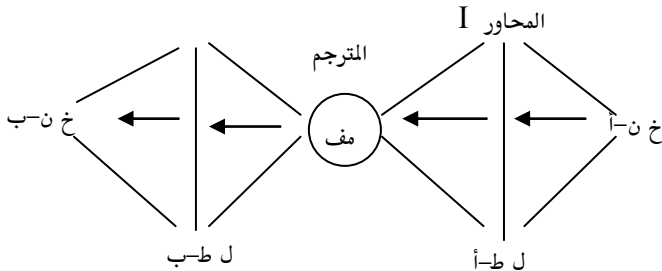 المحاور I
المترجم
خ ن–أ
مف
خ ن–ب
ل ط–أ
ل ط–ب